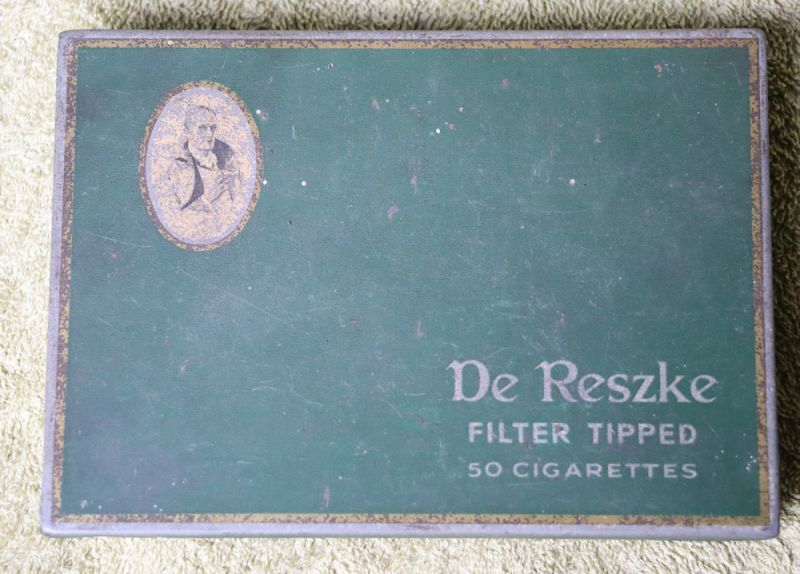 De Reszke
FILTER TIPPED
50 CIGARETTES